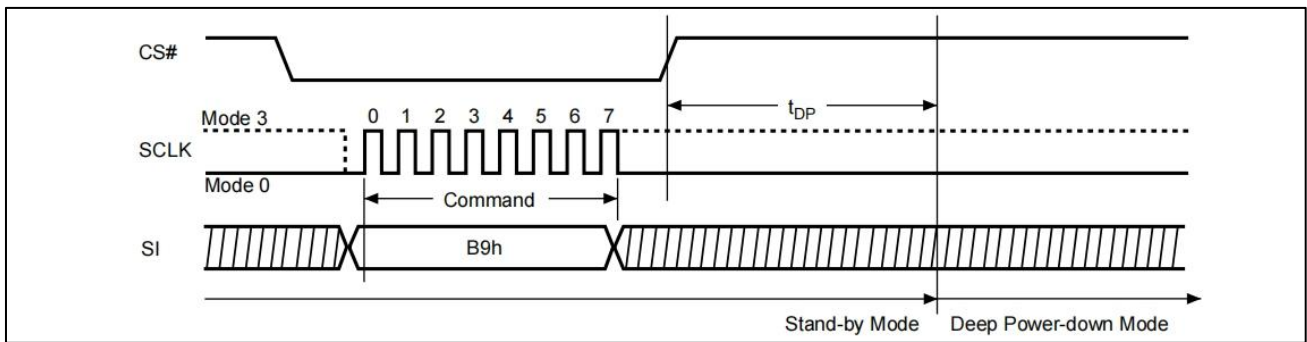 CS#
Mode 3
0 1 2 3 4 5 6 7
tDP
SCLK
Mode 0
Command
SI
B9h
Stand-by Mode Deep Power-down Mode